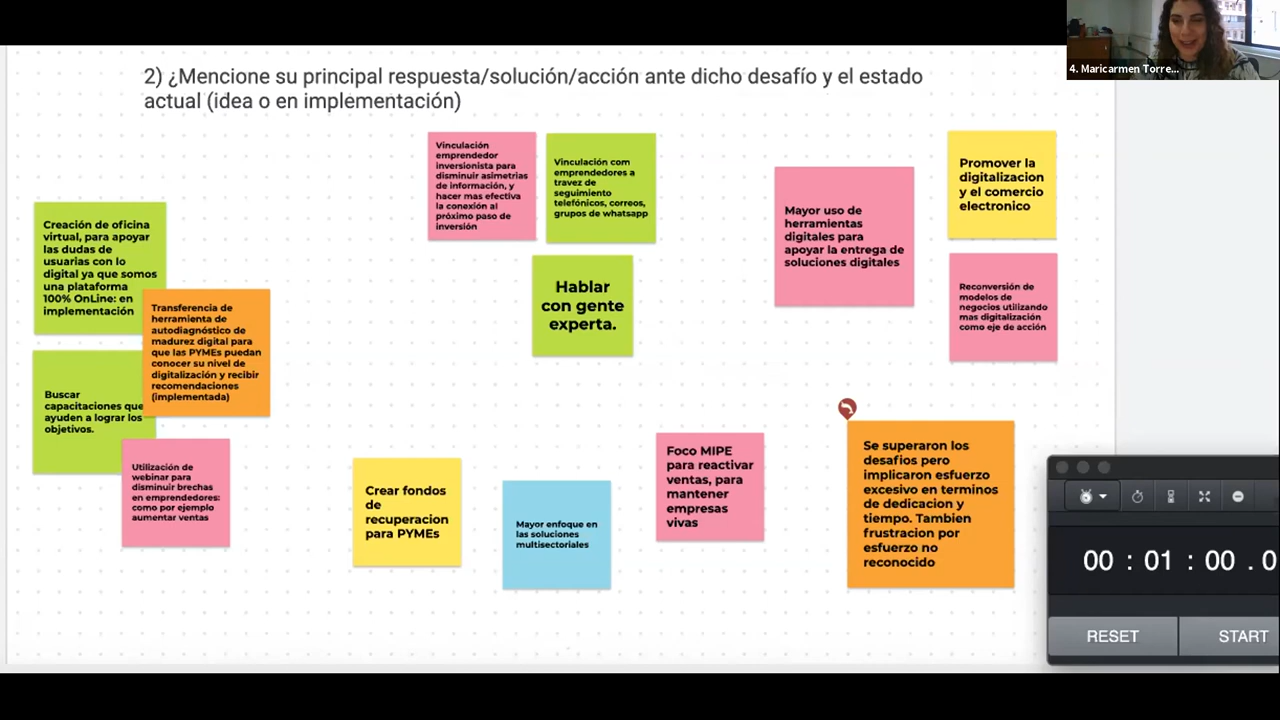 4. Maricarmen Torre...
2) ¿Mencione su principal respuesta/solución/acción ante dicho desafío y el estado
actual (idea o en implementación)
Creación de oficina
virtual, para apoyar
las dudas de
usuarias con lo
digital ya que somos
una plataforma
100% OnLine: en
implementación
Transferencia de
herramienta de
autodiagnóstico de
madurez digital para
que las PYMEs puedan
conocer su nivel de
digitalización y recibir
recomendaciones
(implementada)
Buscar
capacitaciones que
ayuden a lograr los
objetivos.
Utilización de
webinar para
disminuir brechas
en emprendedores:
como por ejemplo
aumentar ventas
Vinculación
emprendedor
inversionista para
disminuir asimetrias
de información, y
hacer mas efectiva
la conexión al
próximo paso de
inversión
Vinculación com
emprendedores a
travez de
seguimiento
telefónicos, correos,
grupos de whatsapp
Hablar
con gente
experta.
Mayor uso de
herramientas
digitales para
apoyar la entrega de
soluciones digitales
Promover la
digitalizacion
y el comercio
electronico
Reconversión de
modelos de
negocios utilizando
mas digitalización
como eje de acción
Crear fondos
de
recuperacion
para PYMEs
Mayor enfoque en
las soluciones
multisectoriales
Foco MIPE
para reactivar
ventas, para
mantener
empresas
vivas
Se superaron los
desafios pero
implicaron esfuerzo
excesivo en terminos
de dedicacion y
tiempo. Tambien
frustracion por
esfuerzo no
reconocido
00 : 01 : 00 . 0
RESET
START